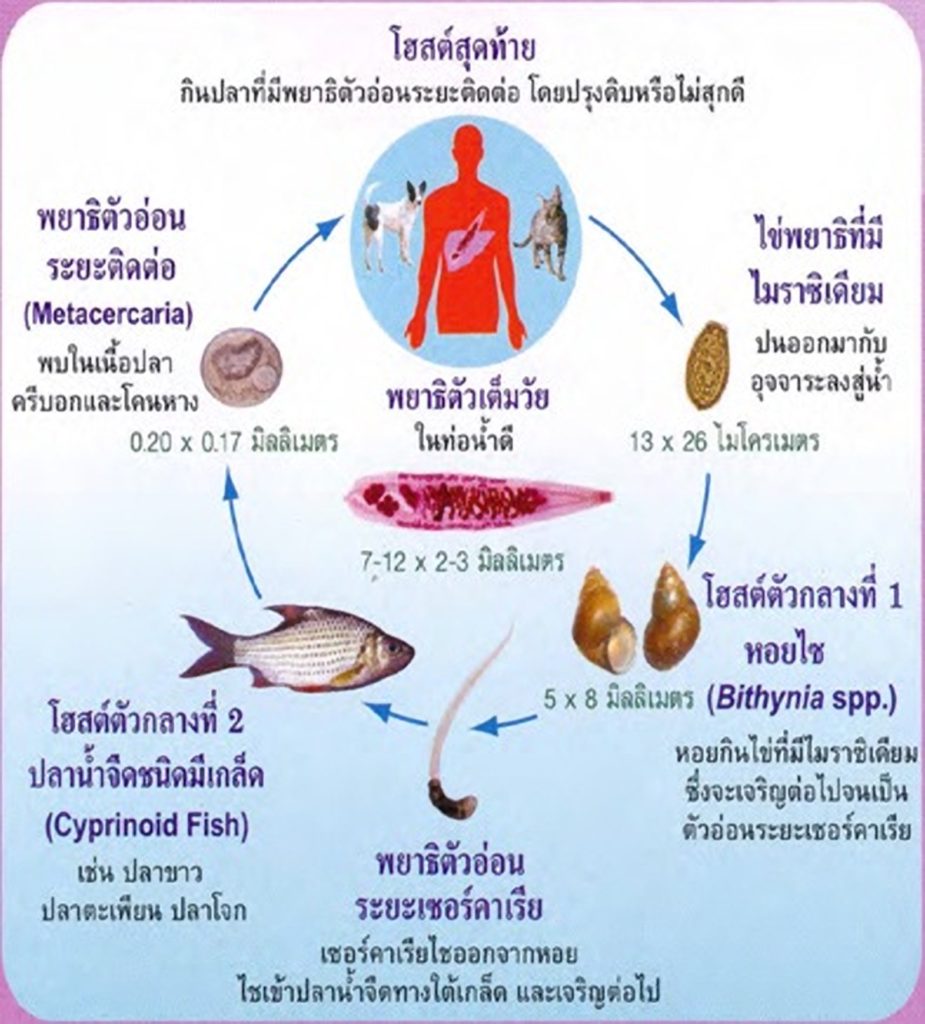 โฮสต์สุดท้าย
กินปลาที่มีพยาธิตัวอ่อนระยะติดต่อ โดยปรุงดิบหรือไม่สุกดี
พยาธิตัวอ่อน
ระยะติดต่อ
(Metacercaria)
พบในเนื้อปลา
ครีบอกและโคนหาง
0.20 x 0.17 มิลลิเมตร
ไข่พยาธิที่มี
ไมราซิเดียม
ปนออกมากับ
อุจจาระลงสู่น้ำ
13 x 26 ไมโครเมตร
พยาธิตัวเต็มวัย
ในท่อน้ำดี
7-12 x 2-3 มิลลิเมตร
โฮสต์ตัวกลางที่ 1
หอยไซ
(Bithynia spp.)
5 x 8 มิลลิเมตร
หอยกินไข่ที่มีไมราซิเดียม
ซึ่งจะเจริญต่อไปจนเป็น
ตัวอ่อนระยะเซอร์คาเรีย
โฮสต์ตัวกลางที่ 2
ปลาน้ำจืดชนิดมีเกล็ด
(Cyprinoid Fish)
เช่น ปลาขาว
ปลาตะเพียน ปลาโจก
พยาธิตัวอ่อน
ระยะเซอร์คาเรีย
เซอร์คาเรียไชออกจากหอย
ไชเข้าปลาน้ำจืดทางใต้เกล็ด และเจริญต่อไป